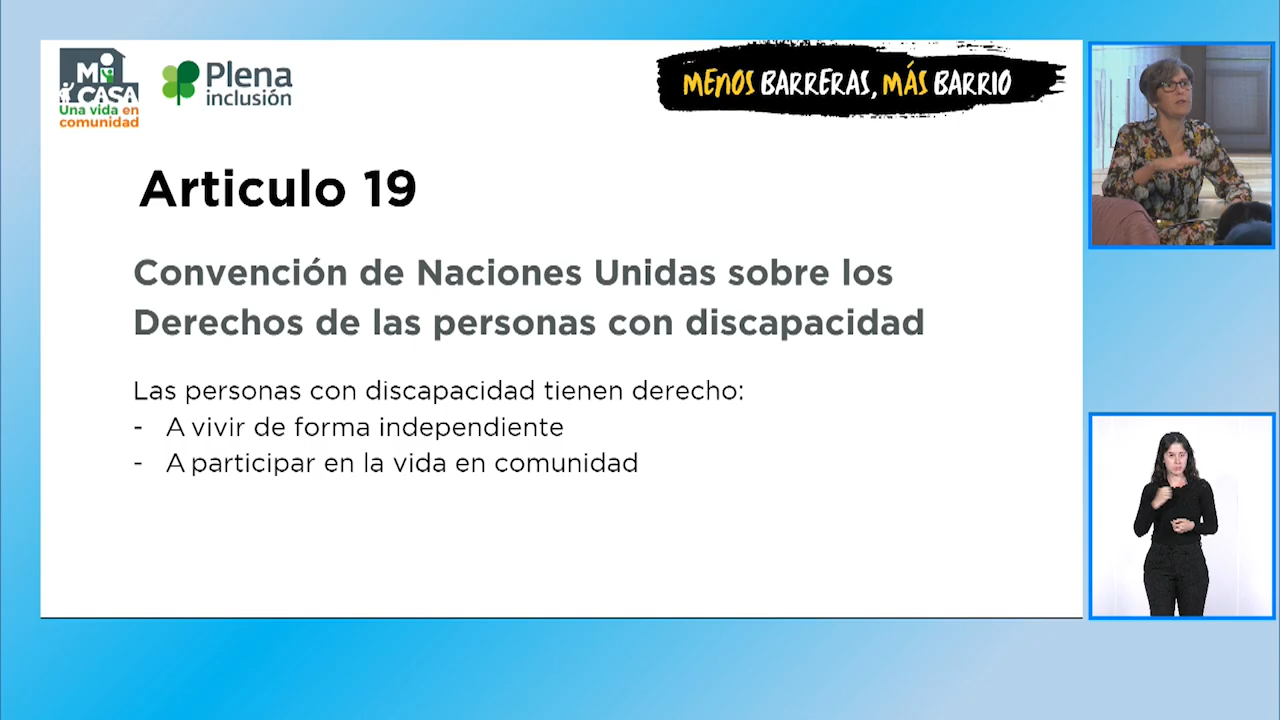 Mi
CASA
Una vida en
comunidad
Plena
inclusión
MENOS BARRERAS, MÁS BARRIO
Articulo 19
Convención de Naciones Unidas sobre los
Derechos de las personas con discapacidad
Las personas con discapacidad tienen derecho:
- A vivir de forma independiente
- A participar en la vida en comunidad